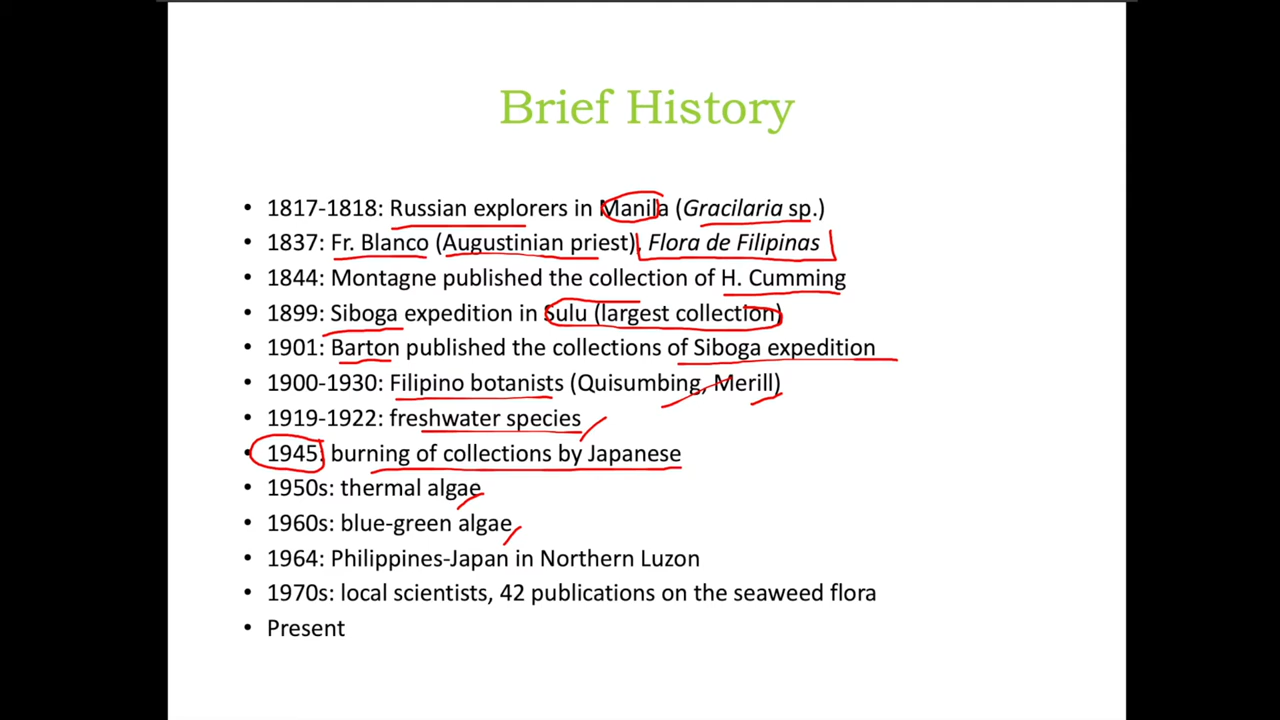 Brief History
• 1817-1818: Russian explorers in Manila (Gracilaria sp.)
• 1837: Fr. Blanco (Augustinian priest), Flora de Filipinas
• 1844: Montagne published the collection of H. Cumming
• 1899: Siboga expedition in Sulu (largest collection)
• 1901: Barton published the collections of Siboga expedition
• 1900-1930: Filipino botanists (Quisumbing, Merill)
• 1919-1922: freshwater species
• 1945: burning of collections by Japanese
• 1950s: thermal algae
• 1960s: blue-green algae
• 1964: Philippines-Japan in Northern Luzon
• 1970s: local scientists, 42 publications on the seaweed flora
• Present